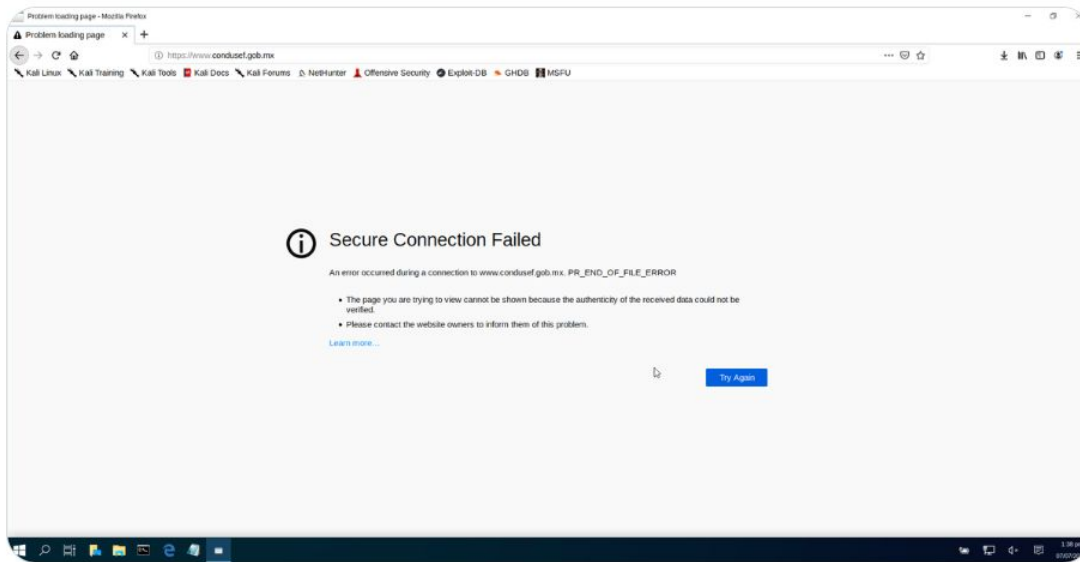 Problem loading page - Mozilla Firefox
Problem loading page
https://www.condusef.gob.mx
Kali Linux Kali Training Kali Tools Kali Docs Kali Forums NetHunter Offensive Security Exploit-DB GHDB MSFU
Secure Connection Failed
An error occurred during a connection to www.condusef.gob.mx. PR_END_OF_FILE_ERROR
The page you are trying to view cannot be shown because the authenticity of the received data could not be
verified.
Please contact the website owners to inform them of this problem.
Learn more…
Try Again